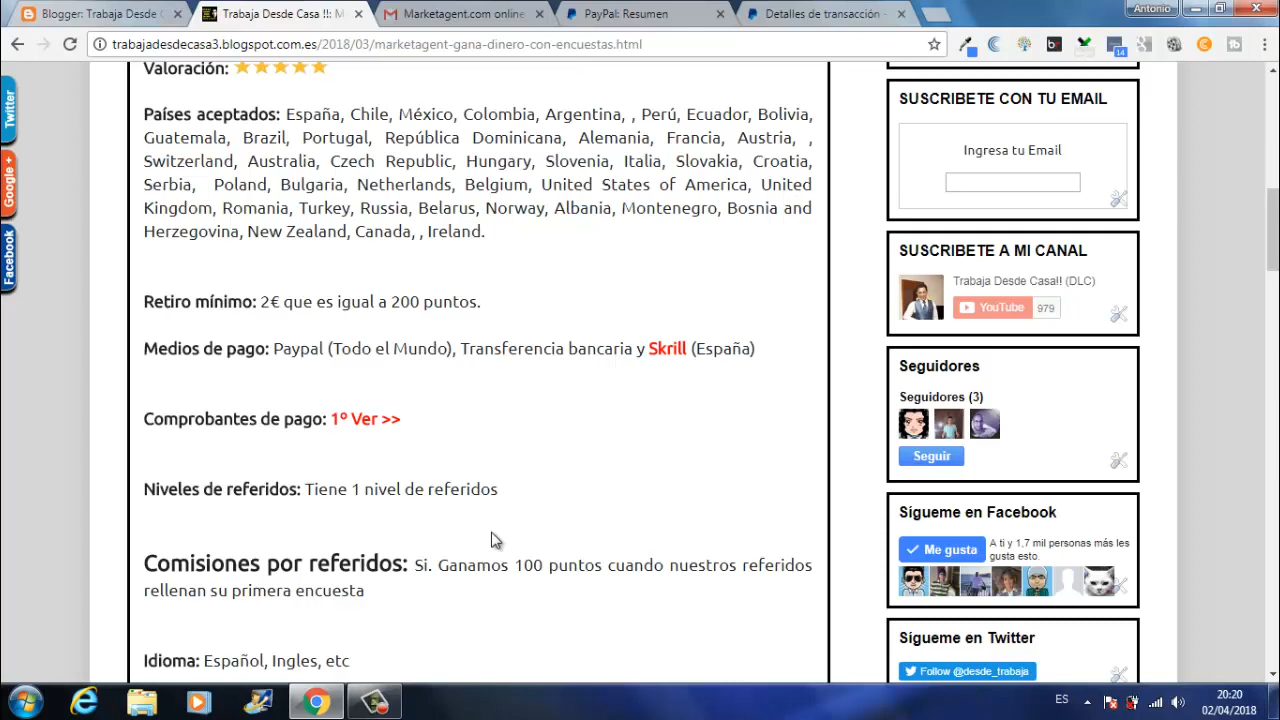 Blogger: Trabaja Desde C
Trabaja Desde Casa !!: M
Marketagent.com online
PayPal: Resumen
Detalles de transacción -
Antonio
trabajadesdecasa3.blogspot.com.es/2018/03/marketagent-gana-dinero-con-encuestas.html
14
Twitter
Google +
Facebook
Valoración:
Países aceptados: España, Chile, México, Colombia, Argentina, , Perú, Ecuador, Bolivia,
Guatemala, Brazil, Portugal, República Dominicana, Alemania, Francia, Austria, ,
Switzerland, Australia, Czech Republic, Hungary, Slovenia, Italia, Slovakia, Croatia,
Serbia, Poland, Bulgaria, Netherlands, Belgium, United States of America, United
Kingdom, Romania, Turkey, Russia, Belarus, Norway, Albania, Montenegro, Bosnia and
Herzegovina, New Zealand, Canada, , Ireland.
Retiro mínimo: 2€ que es igual a 200 puntos.
Medios de pago: Paypal (Todo el Mundo), Transferencia bancaria y Skrill (España)
Comprobantes de pago: 1º Ver >>
Niveles de referidos: Tiene 1 nivel de referidos
Comisiones por referidos: Si. Ganamos 100 puntos cuando nuestros referidos
rellenan su primera encuesta
Idioma: Español, Ingles, etc
SUSCRIBETE CON TU EMAIL
Ingresa tu Email
SUSCRIBETE A MI CANAL
Trabaja Desde Casa!! (DLC)
YouTube 979
Seguidores
Seguidores (3)
Seguir
Sígueme en Facebook
Me gusta
A ti y 1,7 mil personas más les
gusta esto.
Sígueme en Twitter
Follow @desde_trabaja
ES
20:20
02/04/2018